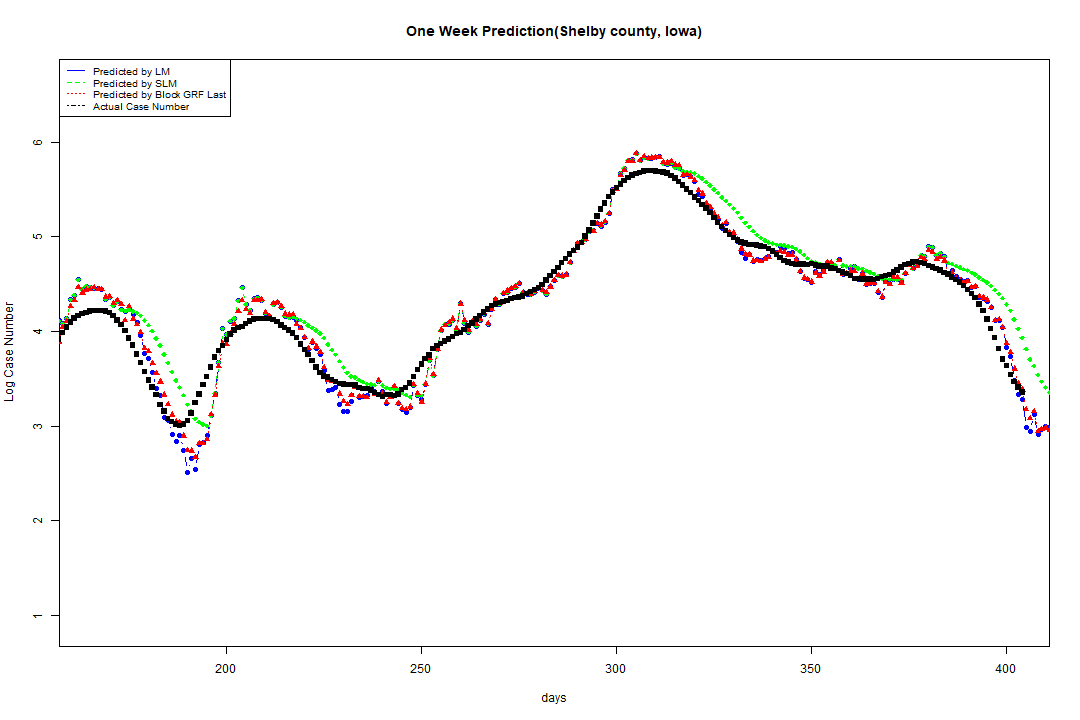 One Week Prediction(Shelby county, Iowa)
Predicted by LM
Predicted by SLM
Predicted by Block GRF Last
Actual Case Number
6
5
4
3
2
1
Log Case Number
200
250
300
350
400
days